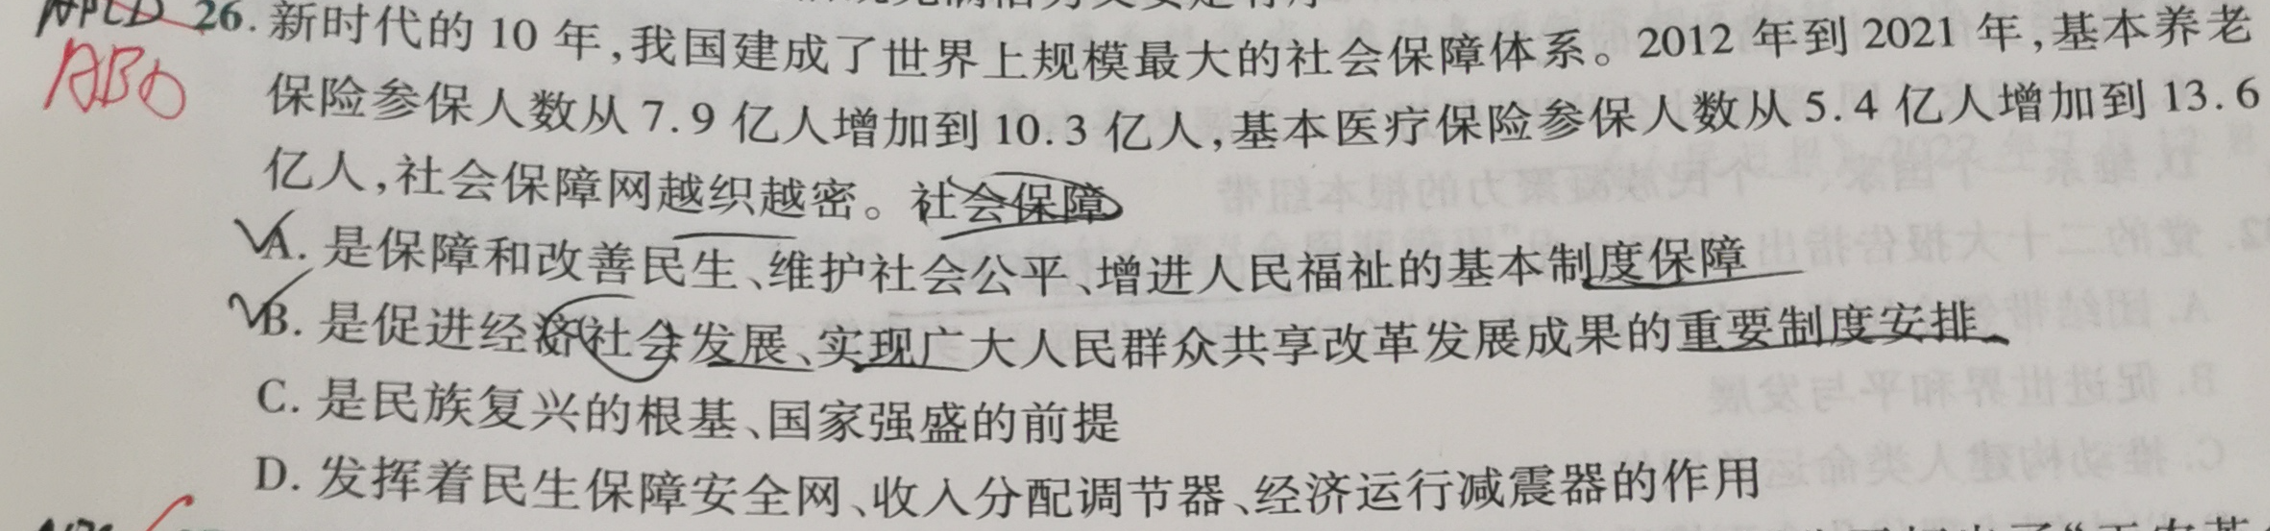 ABD
26. 新时代的 10 年,我国建成了世界上规模最大的社会保障体系。2012 年到 2021 年,基本养老
保险参保人数从 7.9 亿人增加到 10.3 亿人,基本医疗保险参保人数从 5.4 亿人增加到 13.6
亿人,社会保障网越织越密。社会保障
A. 是保障和改善民生、维护社会公平、增进人民福祉的基本制度保障
B. 是促进经济社会发展、实现广大人民群众共享改革发展成果的重要制度安排
C. 是民族复兴的根基、国家强盛的前提
D. 发挥着民生保障安全网、收入分配调节器、经济运行减震器的作用